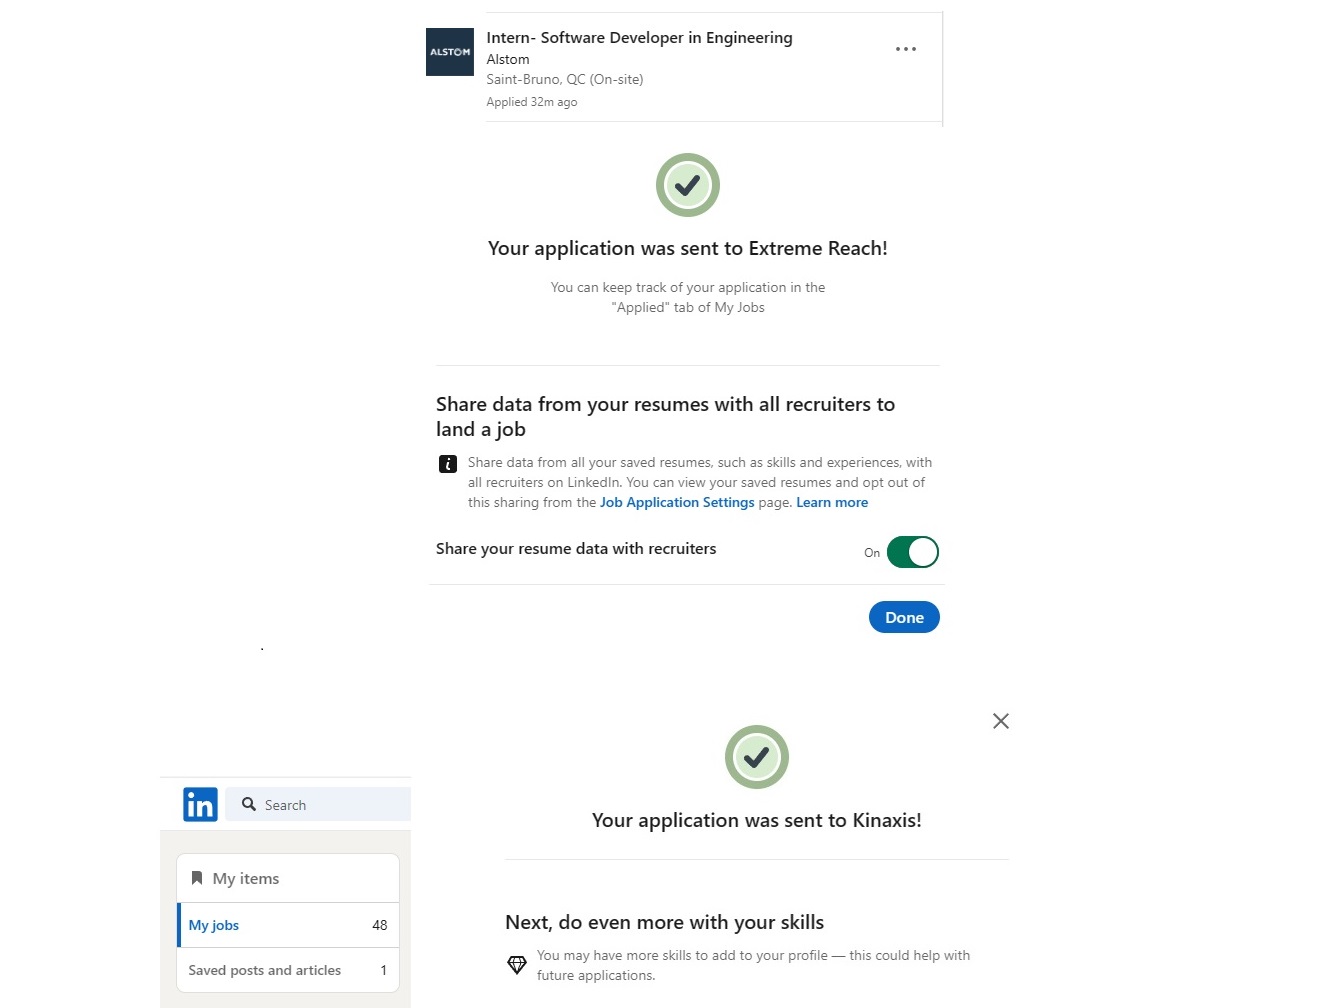 ALSTOM
Intern- Software Developer in Engineering
Alstom
Saint-Bruno, QC (On-site)
Applied 32m ago
Your application was sent to Extreme Reach!
You can keep track of your application in the
"Applied" tab of My Jobs
Share data from your resumes with all recruiters to
land a job
Share data from all your saved resumes, such as skills and experiences, with
all recruiters on LinkedIn. You can view your saved resumes and opt out of
this sharing from the Job Application Settings page. Learn more
Share your resume data with recruiters On
Done
.
Your application was sent to Kinaxis!
in Search
My items
My jobs 48
Saved posts and articles 1
Next, do even more with your skills
You may have more skills to add to your profile — this could help with
future applications.